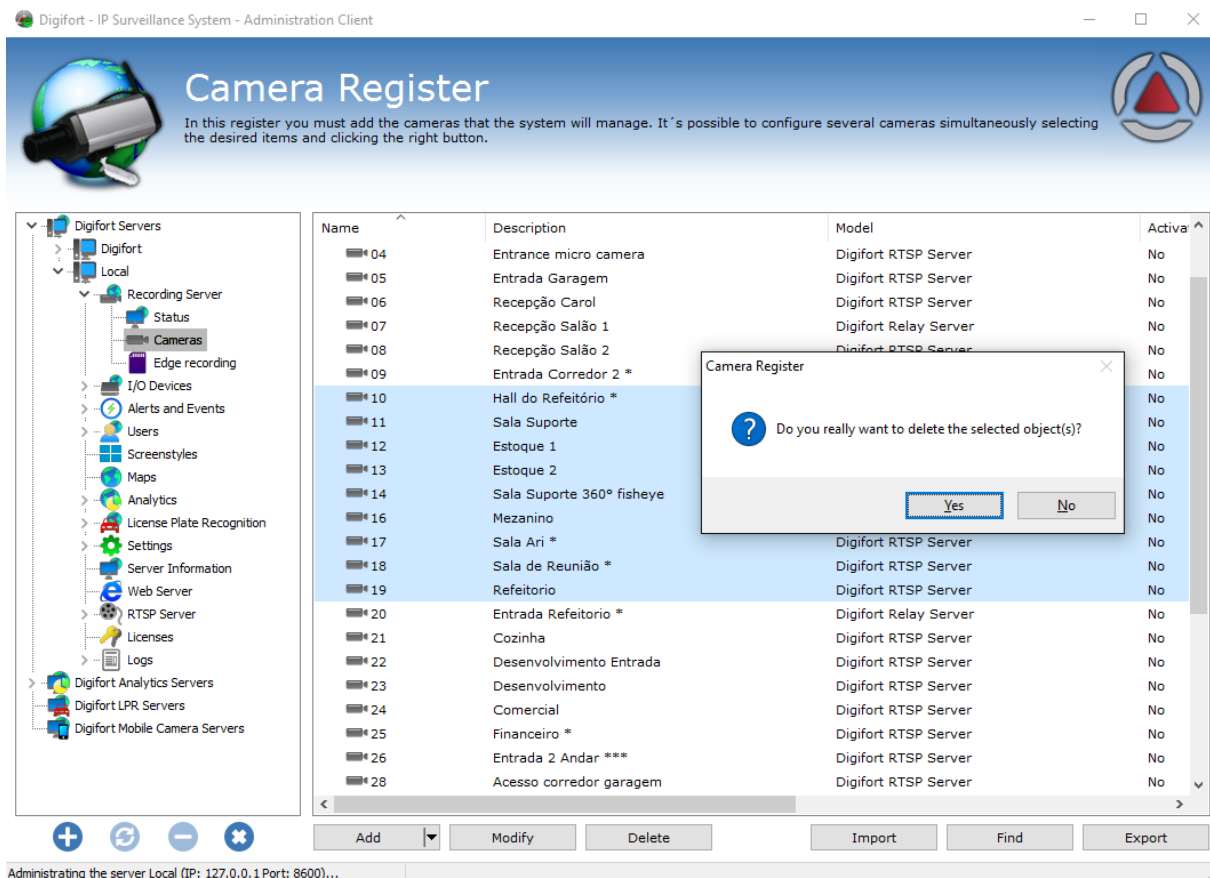 Digifort - IP Surveillance System - Administration Client
Camera Register
In this register you must add the cameras that the system will manage. It´s possible to configure several cameras simultaneously selecting
the desired items and clicking the right button.
Digifort Servers
Digifort
Local
Recording Server
Status
Cameras
Edge recording
I/O Devices
Alerts and Events
Users
Screenstyles
Maps
Analytics
License Plate Recognition
Settings
Server Information
Web Server
RTSP Server
Licenses
Logs
Digifort Analytics Servers
Digifort LPR Servers
Digifort Mobile Camera Servers
Name Description Model Activa
04 Entrance micro camera Digifort RTSP Server No
05 Entrada Garagem Digifort RTSP Server No
06 Recepção Carol Digifort RTSP Server No
07 Recepção Salão 1 Digifort Relay Server No
08 Recepção Salão 2 Digifort RTSP Server No
09 Entrada Corredor 2 * No
10 Hall do Refeitório * No
11 Sala Suporte No
12 Estoque 1 No
13 Estoque 2 No
14 Sala Suporte 360º fisheye No
16 Mezanino No
17 Sala Ari * Digifort RTSP Server No
18 Sala de Reunião * Digifort RTSP Server No
19 Refeitorio Digifort RTSP Server No
20 Entrada Refeitorio * Digifort Relay Server No
21 Cozinha Digifort RTSP Server No
22 Desenvolvimento Entrada Digifort RTSP Server No
23 Desenvolvimento Digifort RTSP Server No
24 Comercial Digifort RTSP Server No
25 Financeiro * Digifort RTSP Server No
26 Entrada 2 Andar *** Digifort RTSP Server No
28 Acesso corredor garagem Digifort RTSP Server No
Camera Register
Do you really want to delete the selected object(s)?
Yes No
Add Modify Delete Import Find Export
Administrating the server Local (IP: 127.0.0.1 Port: 8600)...